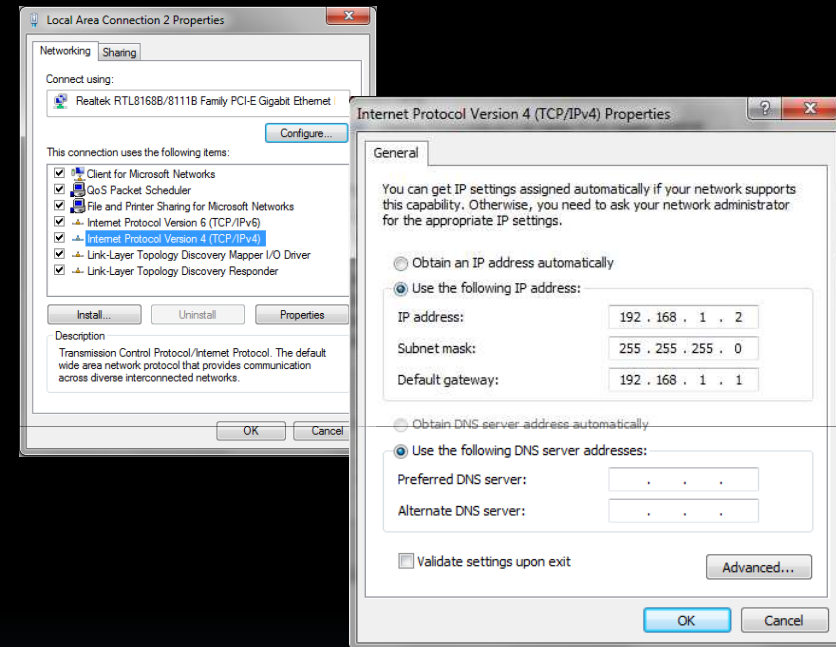 Local Area Connection 2 Properties
Networking
Sharing
Connect using:
Realtek RTL8168B/8111B Family PCI-E Gigabit Ethernet
Configure...
This connection uses the following items:
Client for Microsoft Networks
QoS Packet Scheduler
File and Printer Sharing for Microsoft Networks
Internet Protocol Version 6 (TCP/IPv6)
Internet Protocol Version 4 (TCP/IPv4)
Link-Layer Topology Discovery Mapper I/O Driver
Link-Layer Topology Discovery Responder
Install...
Uninstall
Properties
Description
Transmission Control Protocol/Internet Protocol. The default
wide area network protocol that provides communication
across diverse interconnected networks.
OK
Cancel
Internet Protocol Version 4 (TCP/IPv4) Properties
General
You can get IP settings assigned automatically if your network supports
this capability. Otherwise, you need to ask your network administrator
for the appropriate IP settings.
Obtain an IP address automatically
Use the following IP address:
IP address: 192 . 168 . 1 . 2
Subnet mask: 255 . 255 . 255 . 0
Default gateway: 192 . 168 . 1 . 1
Obtain DNS server address automatically
Use the following DNS server addresses:
Preferred DNS server: . . .
Alternate DNS server: . . .
Validate settings upon exit
Advanced...
OK
Cancel